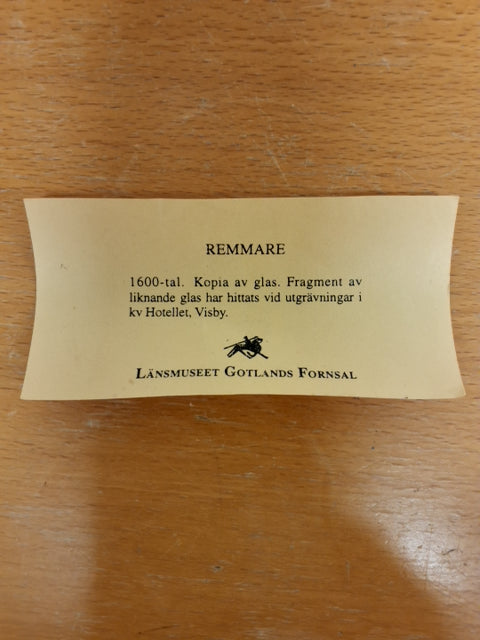 REMMARE
1600-tal. Kopia av glas. Fragment av
liknande glas har hittats vid utgrävningar i
kv Hotellet, Visby.
LÄNSMUSEET GOTLANDS FORNSAL